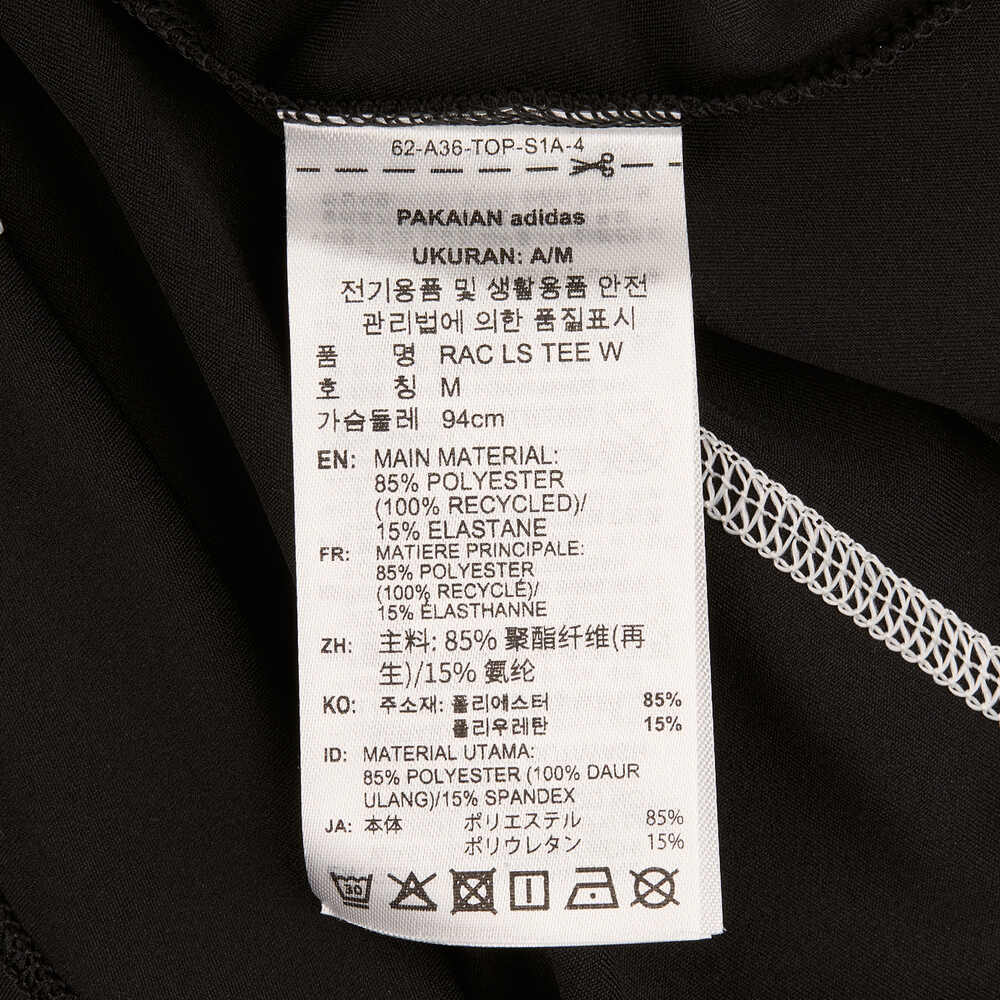 62-A36-TOP-S1A-4
PAKAIAN adidas
UKURAN: A/M
전기용품 및 생활용품 안전
관리법에 의한 품질표시
품 명 RAC LS TEE W
호 칭 M
가슴둘레 94cm
EN: MAIN MATERIAL:
85% POLYESTER
(100% RECYCLED)/
15% ELASTANE
FR: MATIERE PRINCIPALE:
85% POLYESTER
(100% RECYCLÉ)/
15% ÉLASTHANNE
ZH: 主料: 85% 聚酯纤维(再
生)/15% 氨纶
KO: 주소재: 폴리에스터 85%
폴리우레탄 15%
ID: MATERIAL UTAMA:
85% POLYESTER (100% DAUR
ULANG)/15% SPANDEX
JA: 本体 ポリエステル 85%
ポリウレタン 15%
30